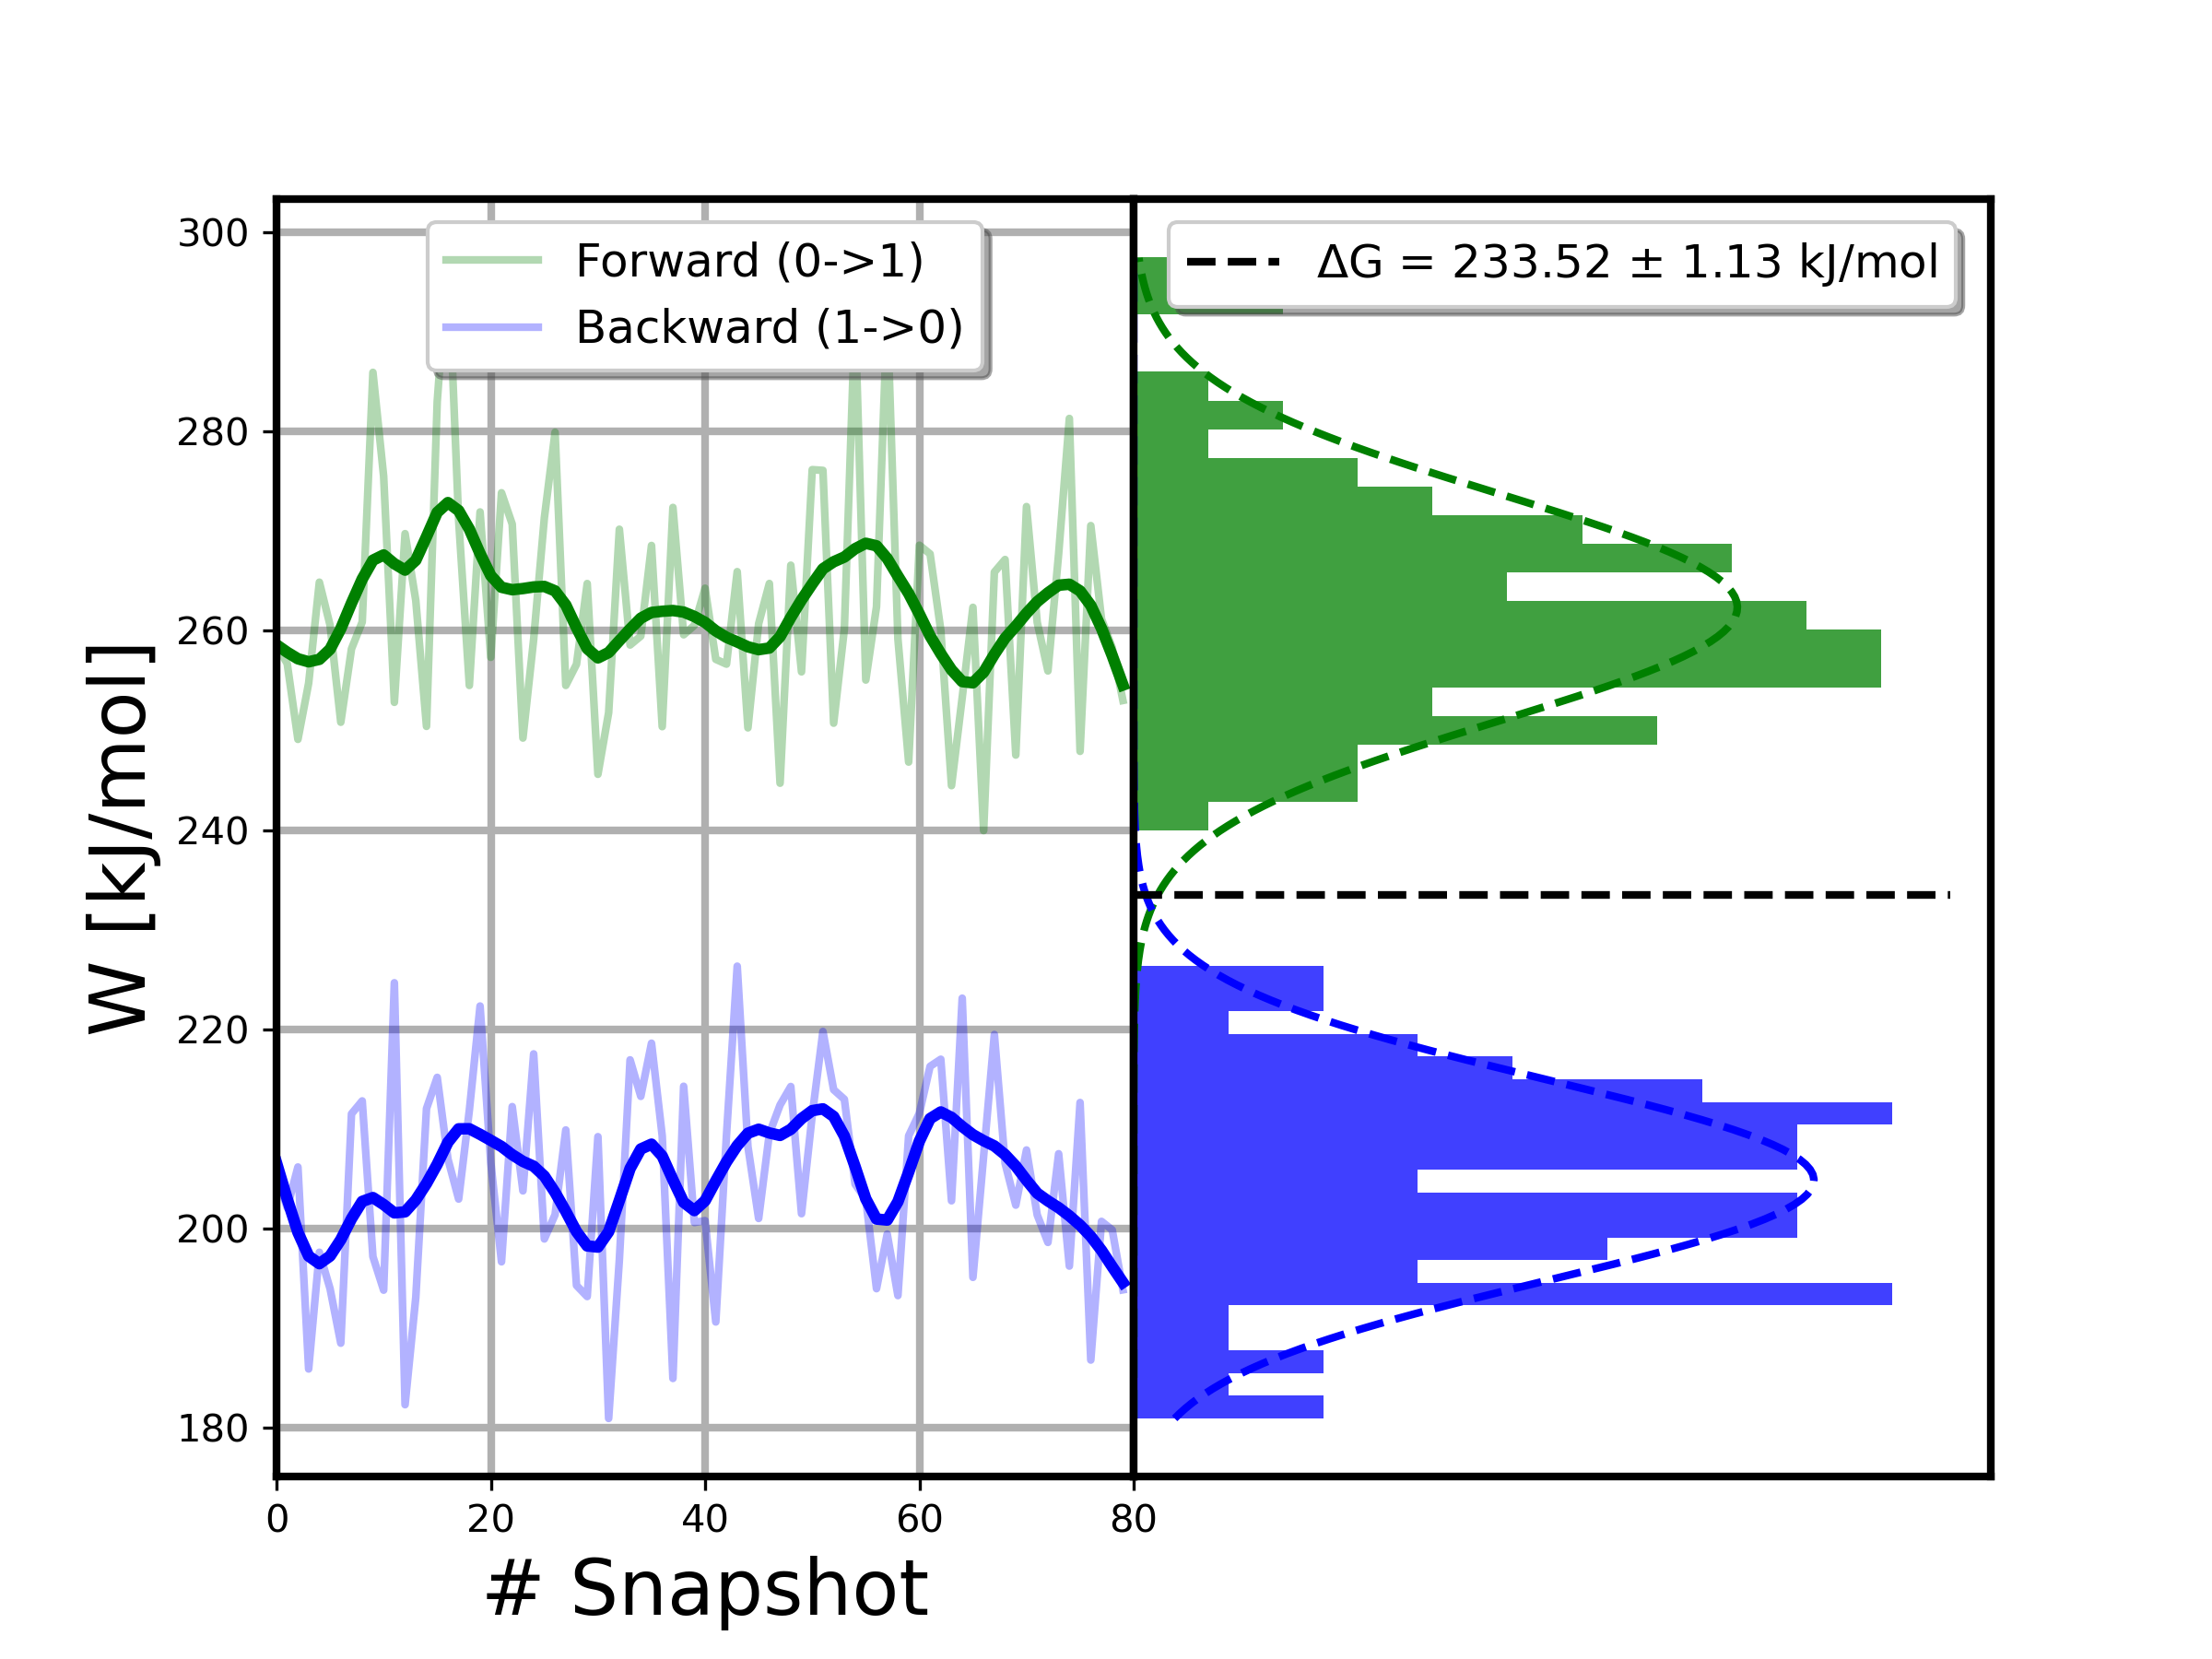 Forward (0->1)
Backward (1->0)
ΔG = 233.52 ± 1.13 kJ/mol
W [kJ/mol]
300
280
260
240
220
200
180
0 20 40 60 80
# Snapshot